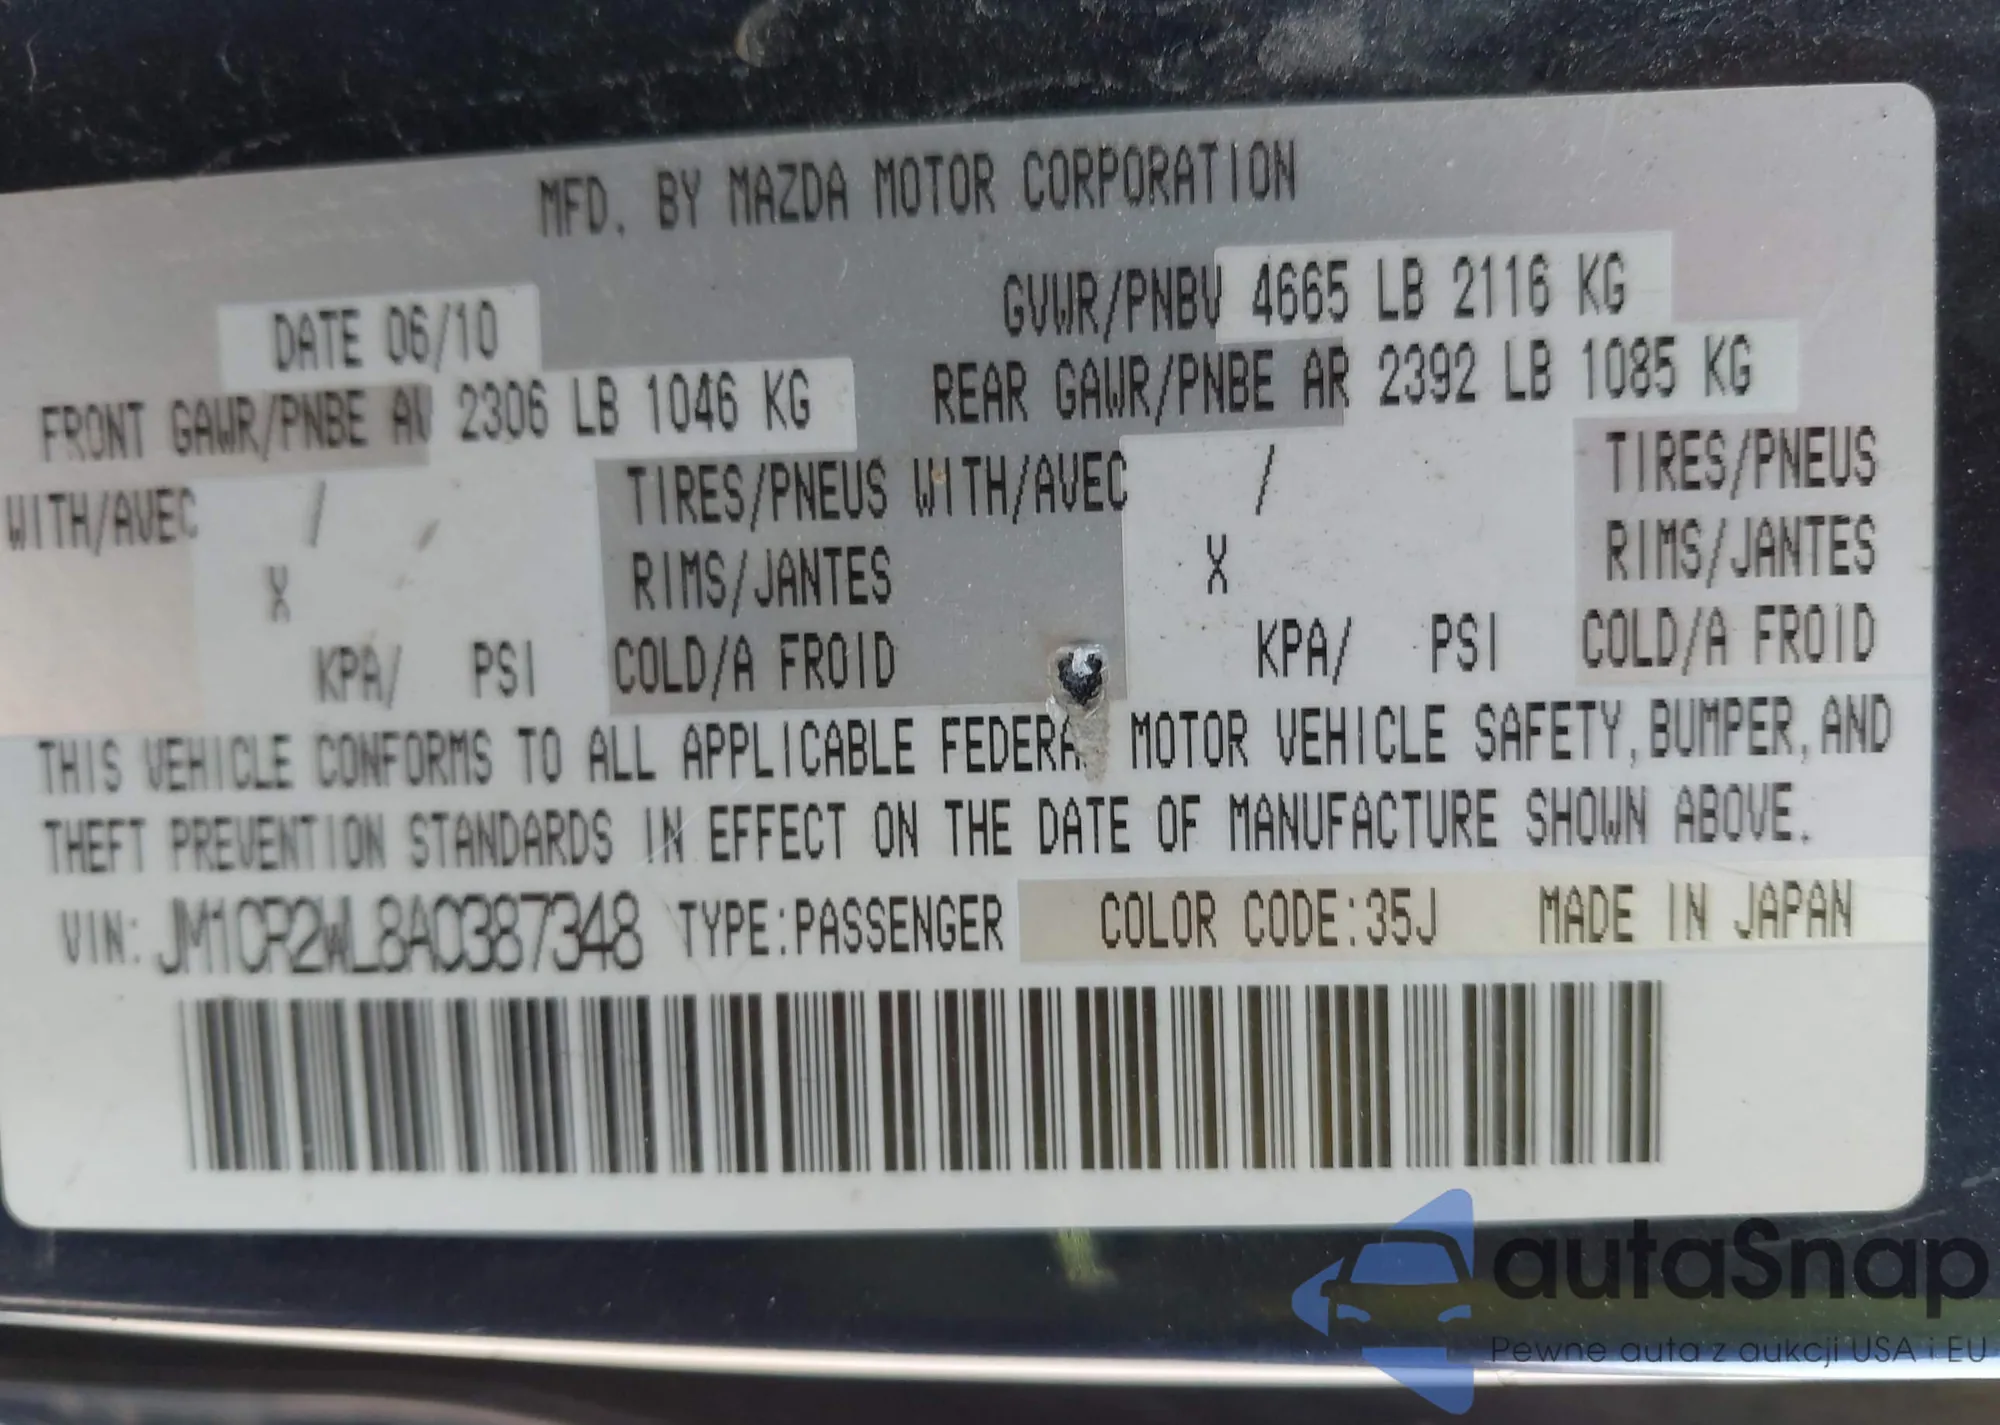 MFD. BY MAZDA MOTOR CORPORATION
DATE 06/10 GVWR/PNBV 4665 LB 2116 KG
FRONT GAWR/PNBE AV 2306 LB 1046 KG REAR GAWR/PNBE AR 2392 LB 1085 KG
WITH/AVEC / TIRES/PNEUS WITH/AVEC / TIRES/PNEUS
X RIMS/JANTES X RIMS/JANTES
KPA/ PSI COLD/A FROID KPA/ PSI COLD/A FROID
THIS VEHICLE CONFORMS TO ALL APPLICABLE FEDERA MOTOR VEHICLE SAFETY, BUMPER, AND
THEFT PREVENTION STANDARDS IN EFFECT ON THE DATE OF MANUFACTURE SHOWN ABOVE.
VIN: JM1CR2WL8A0387348 TYPE:PASSENGER COLOR CODE:35J MADE IN JAPAN
autaSnap
Pewne auta z aukcji USA i EU